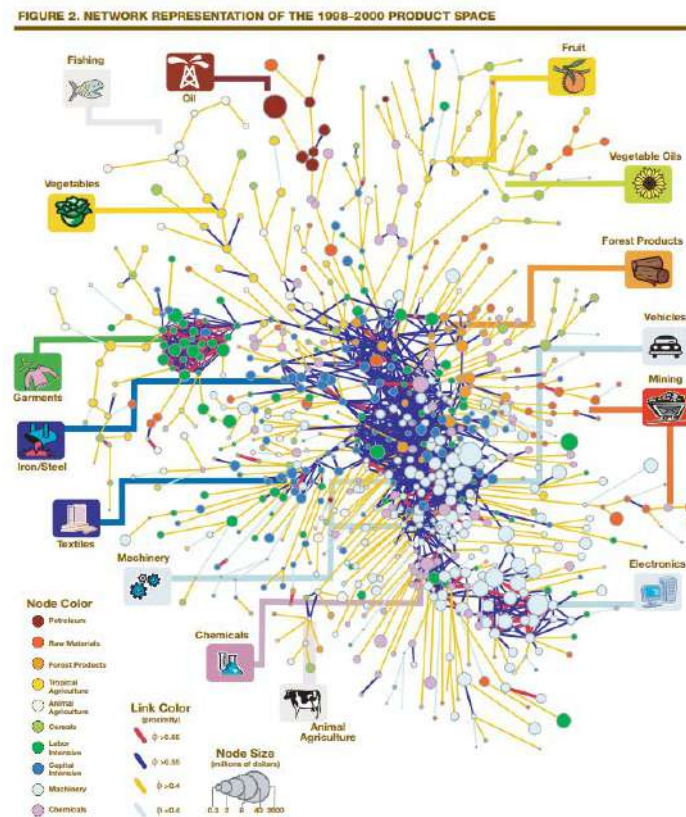 FIGURE 2. NETWORK REPRESENTATION OF THE 1998–2000 PRODUCT SPACE
Fishing
Oil
Fruit
Vegetables
Vegetable Oils
Forest Products
Vehicles
Garments
Mining
Iron/Steel
Textiles
Machinery
Electronics
Chemicals
Animal
Agriculture
Node Color
Petroleum
Raw Materials
Forest Products
Tropical
Agriculture
Animal
Agriculture
Cereals
Labor
Intensive
Capital
Intensive
Machinery
Chemicals
Link Color
(proximity)
ϕ >0.65
ϕ >0.55
ϕ >0.4
ϕ <0.4
Node Size
(millions of dollars)